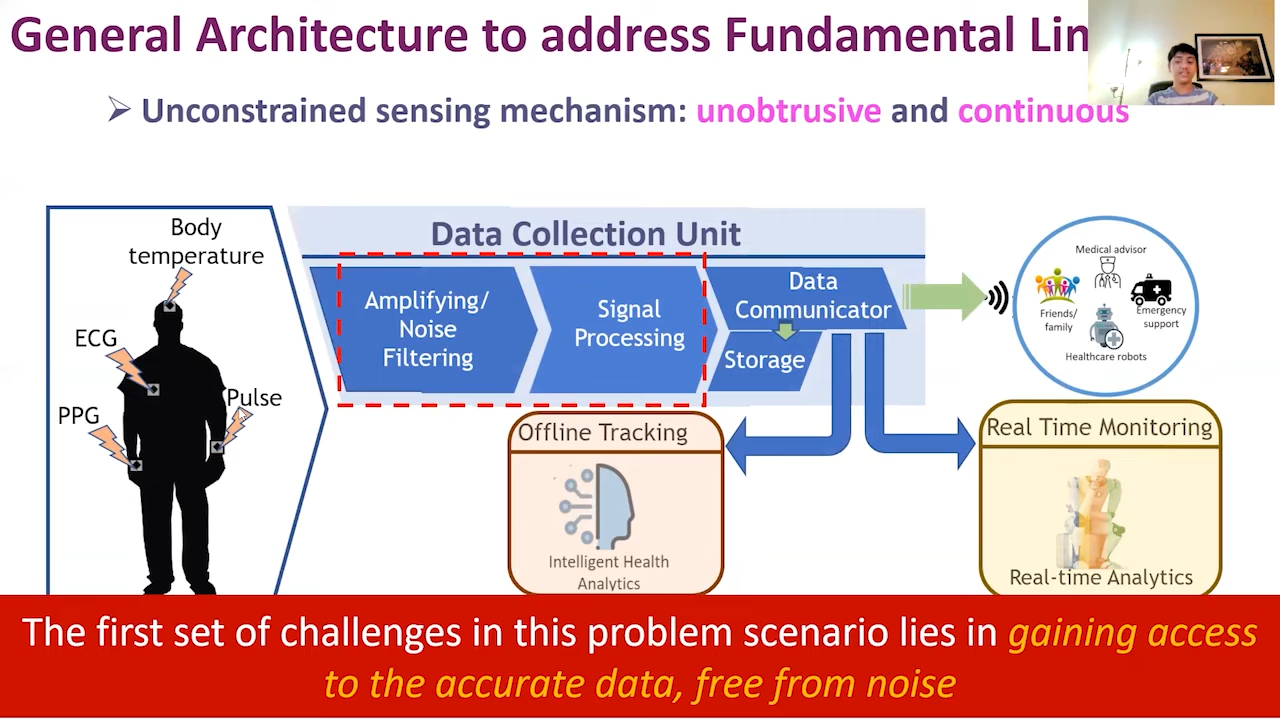 General Architecture to address Fundamental Lin
➢ Unconstrained sensing mechanism: unobtrusive and continuous
Body
temperature
ECG
PPG
Pulse
Data Collection Unit
Amplifying/
Noise
Filtering
Signal
Processing
Data
Communicator
Storage
Medical advisor
Friends/
family
Emergency
support
Healthcare robots
Offline Tracking
Intelligent Health
Analytics
Real Time Monitoring
Real-time Analytics
The first set of challenges in this problem scenario lies in gaining access
to the accurate data, free from noise